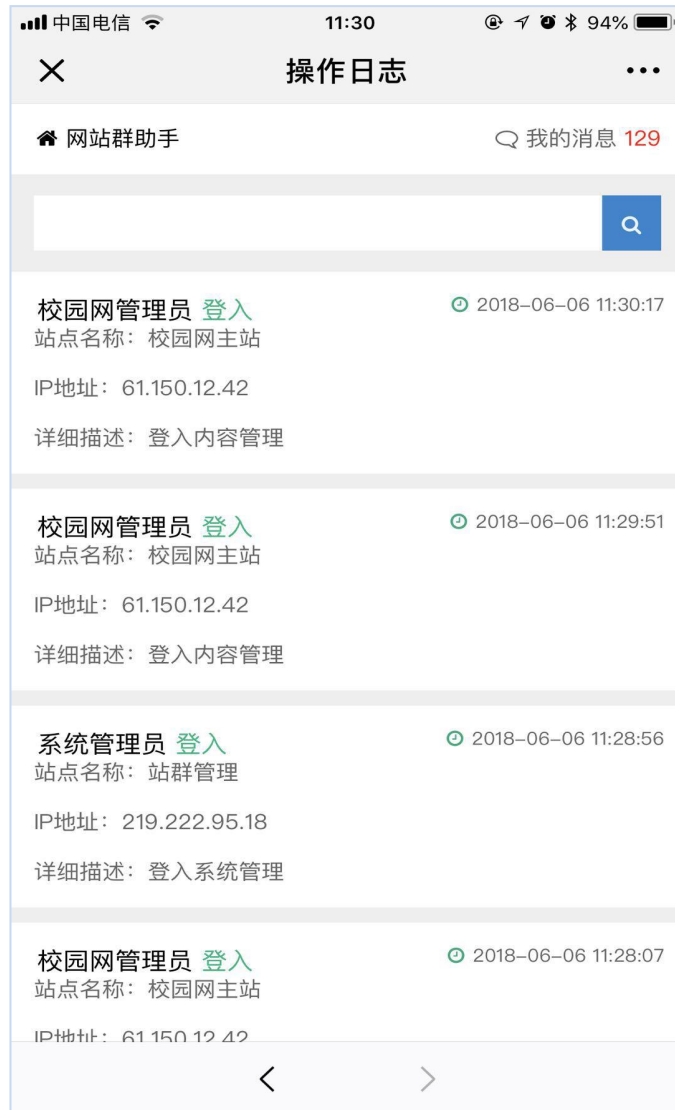 中国电信 11:30 94%
操作日志
网站群助手 我的消息 129
校园网管理员 登入 2018-06-06 11:30:17
站点名称：校园网主站
IP地址：61.150.12.42
详细描述：登入内容管理
校园网管理员 登入 2018-06-06 11:29:51
站点名称：校园网主站
IP地址：61.150.12.42
详细描述：登入内容管理
系统管理员 登入 2018-06-06 11:28:56
站点名称：站群管理
IP地址：219.222.95.18
详细描述：登入系统管理
校园网管理员 登入 2018-06-06 11:28:07
站点名称：校园网主站
IP地址：61.150.12.42